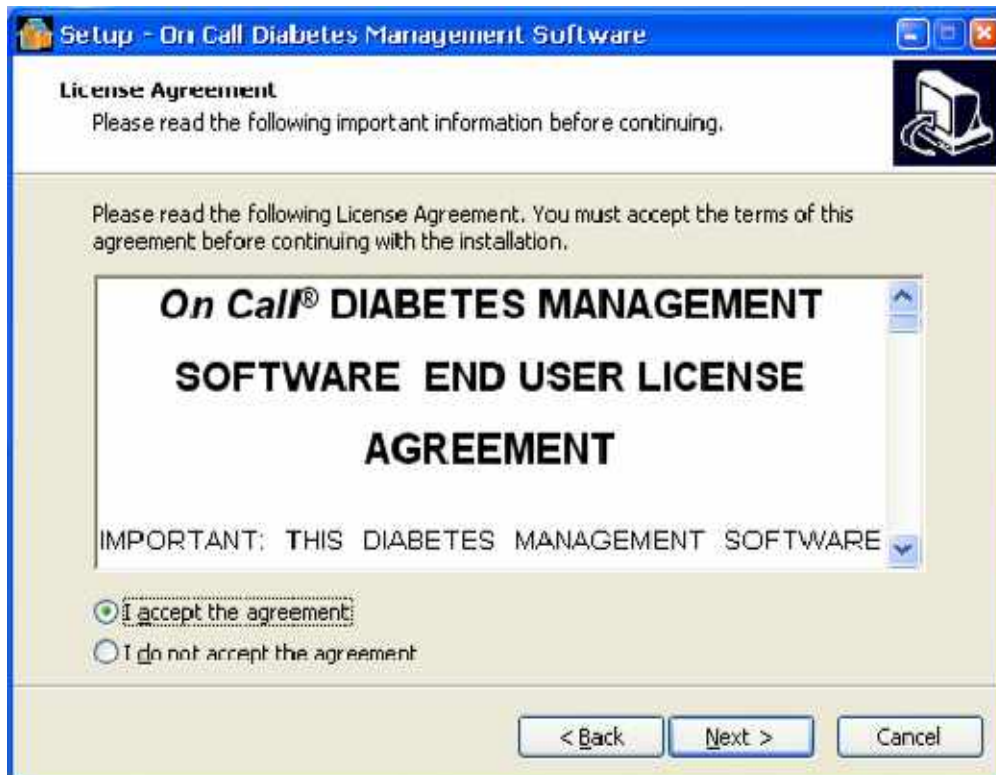 Setup - On Call Diabetes Management Software
License Agreement
Please read the following important information before continuing.
Please read the following License Agreement. You must accept the terms of this
agreement before continuing with the installation.
On Call® DIABETES MANAGEMENT
SOFTWARE END USER LICENSE
AGREEMENT
IMPORTANT: THIS DIABETES MANAGEMENT SOFTWARE
I accept the agreement
I do not accept the agreement
< Back Next > Cancel